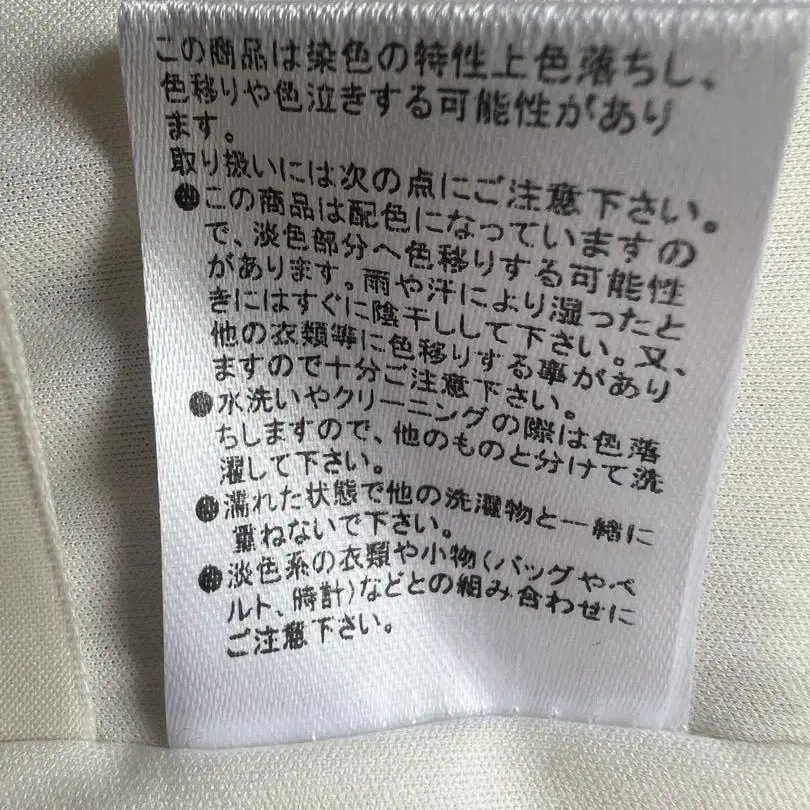 この商品は染色の特性上色落ちし、
色移りや色泣きする可能性があり
ます。
取り扱いには次の点にご注意下さい。
●この商品は配色になっていますの
で、淡色部分へ色移りする可能性
があります。雨や汗により湿ったと
きにはすぐに陰干しして下さい。又、
他の衣類等に色移りする事があり
ますので十分ご注意下さい。
●水洗いやクリーニングの際は色落
ちしますので、他のものと分けて洗
濯して下さい。
●濡れた状態で他の洗濯物と一緒に
重ねないで下さい。
●淡色系の衣類や小物(バッグやベ
ルト、時計)などとの組み合わせに
ご注意下さい。